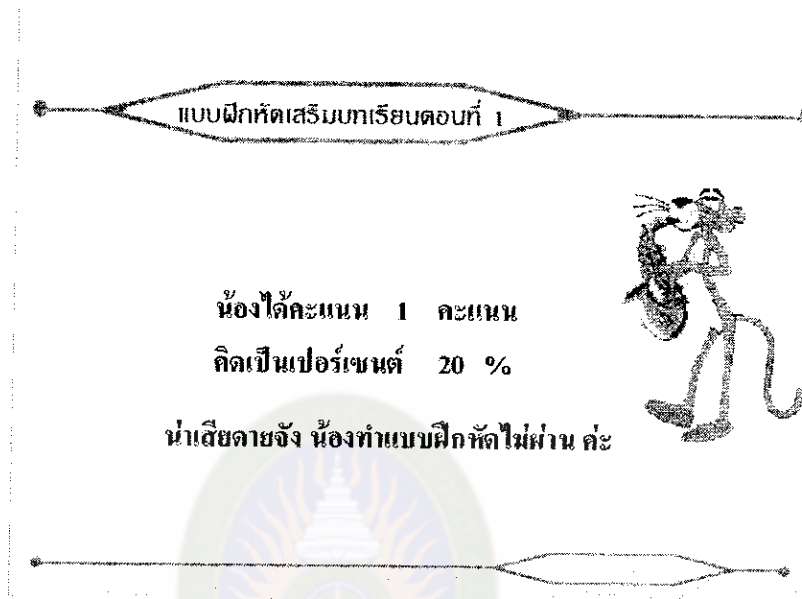 แบบฝึกหัดเสริมบทเรียนตอนที่ 1
น้องได้คะแนน 1 คะแนน
คิดเป็นเปอร์เซนต์ 20 %
น่าเสียดายจัง น้องทำแบบฝึกหัดไม่ผ่าน ค่ะ